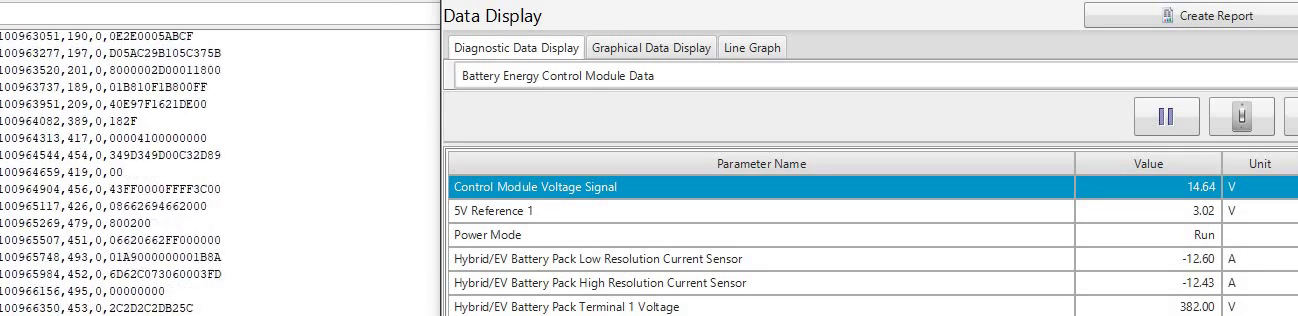 100963051,190,0,0E2E0005ABCF
100963277,197,0,D05AC29B105C375B
100963520,201,0,8000002D00011800
100963737,189,0,01B810F1B800FF
100963951,209,0,40E97F1621DE00
100964082,389,0,182F
100964313,417,0,00004100000000
100964544,454,0,349D349D00C32D89
100964659,419,0,00
100964904,456,0,43FF0000FFFF3C00
100965117,426,0,08662694662000
100965269,479,0,800200
100965507,451,0,06620662FF000000
100965748,493,0,01A9000000001B8A
100965984,452,0,6D62C073060003FD
100966156,495,0,00000000
100966350,453,0,2C2D2C2DB25C
Data Display
Create Report
Diagnostic Data Display
Graphical Data Display
Line Graph
Battery Energy Control Module Data
Parameter Name Value Unit
Control Module Voltage Signal 14.64 V
5V Reference 1 3.02 V
Power Mode Run
Hybrid/EV Battery Pack Low Resolution Current Sensor -12.60 A
Hybrid/EV Battery Pack High Resolution Current Sensor -12.43 A
Hybrid/EV Battery Pack Terminal 1 Voltage 382.00 V